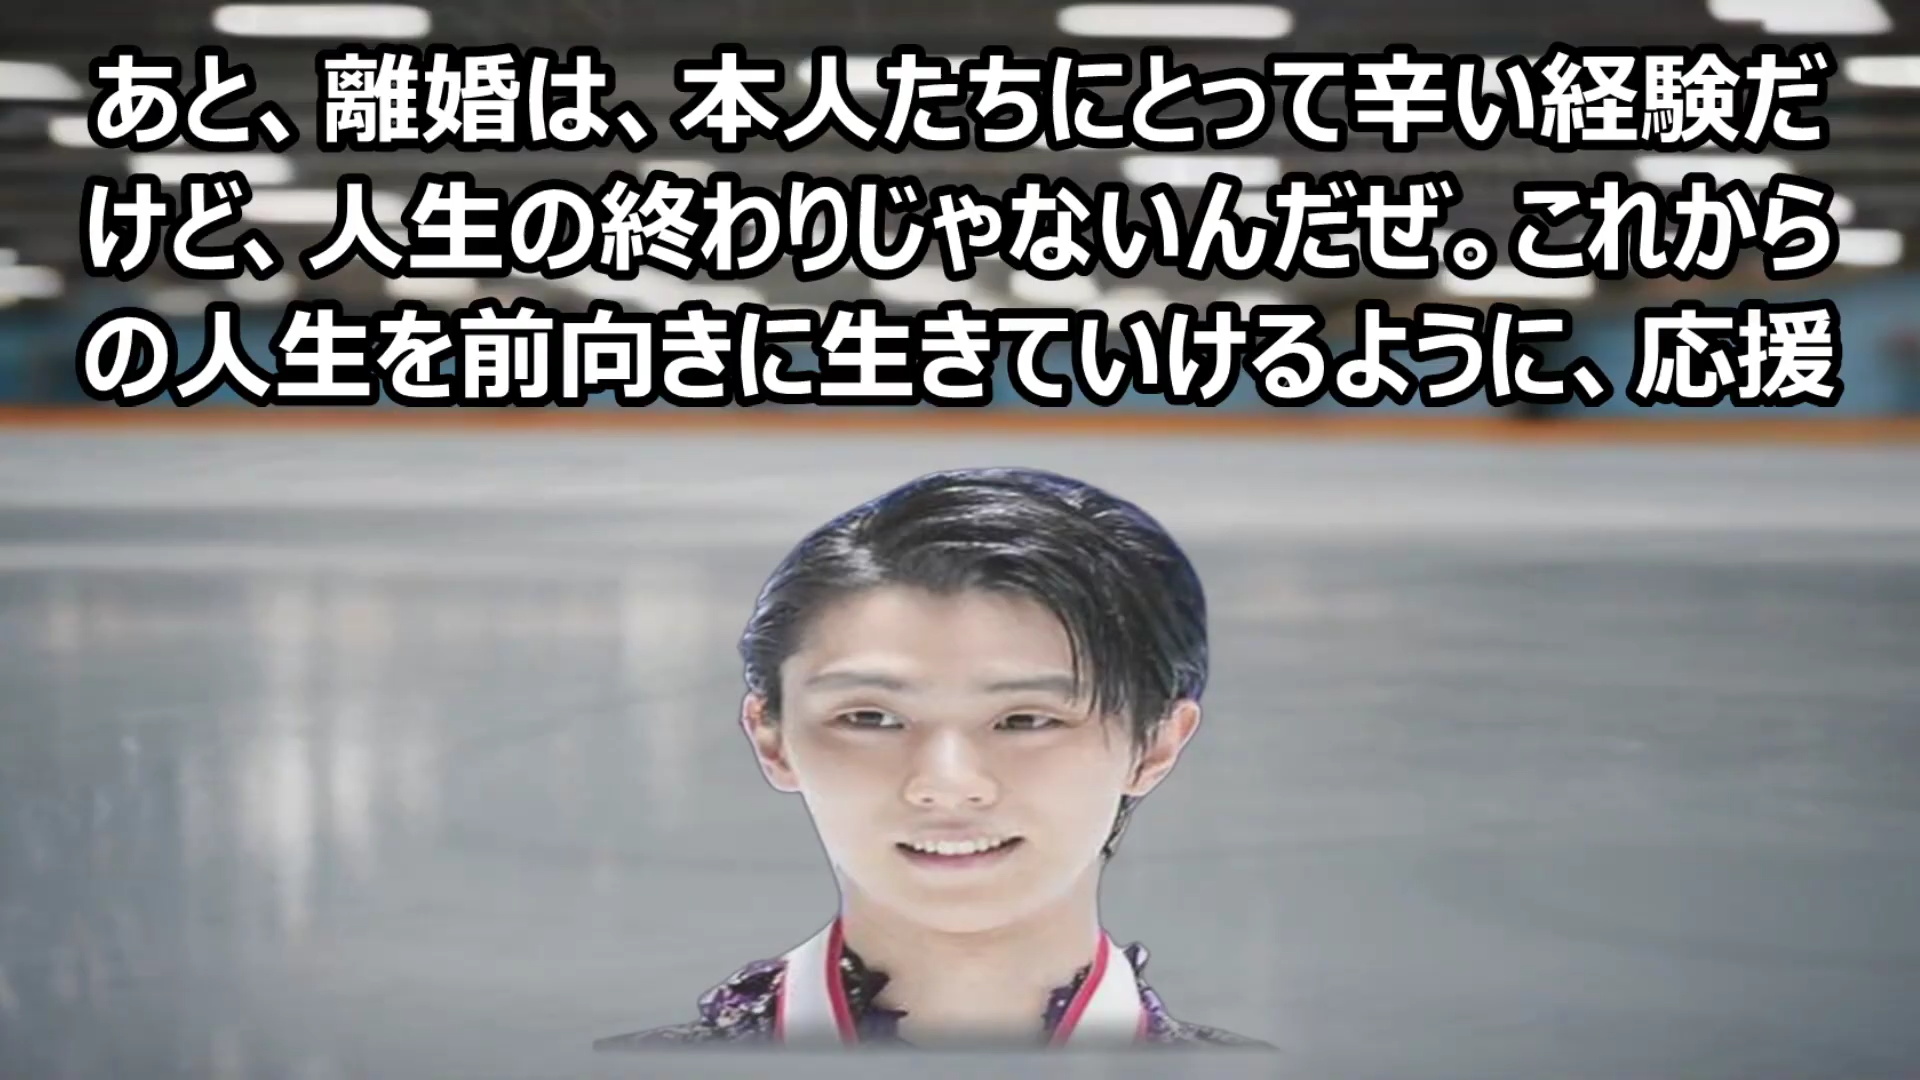 あと、離婚は、本人たちにとって辛い経験だ
けど、人生の終わりじゃないんだぜ。これから
の人生を前向きに生きていけるように、応援